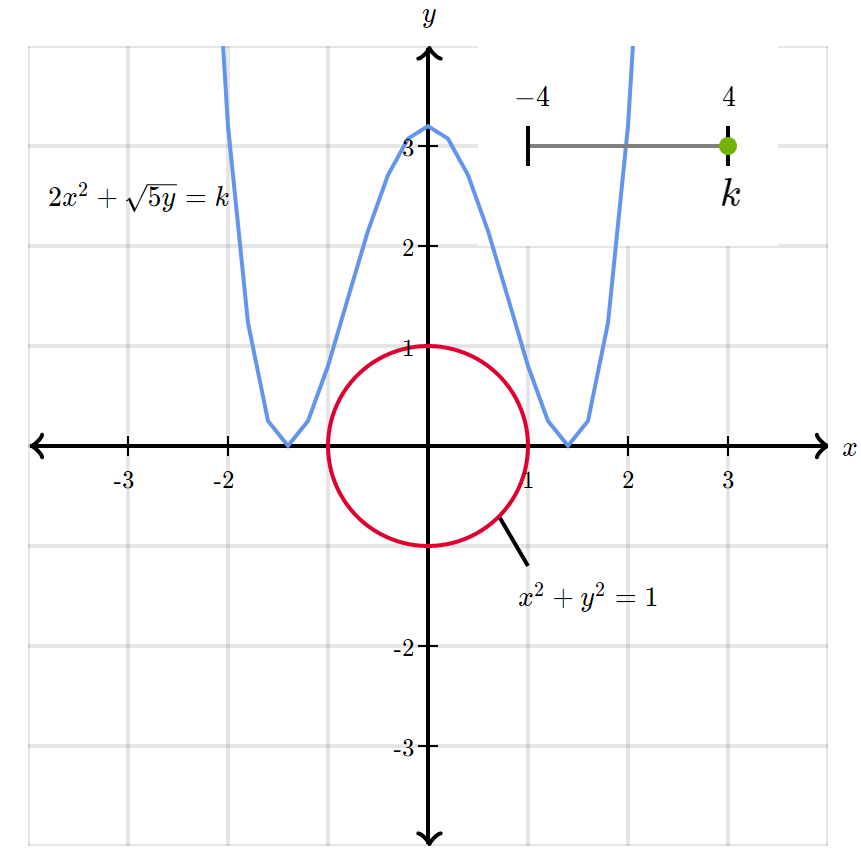 y
−4 4
3
k
2x² + √5y = k
2
1
x
-3 -2 1 2 3
x² + y² = 1
-2
-3